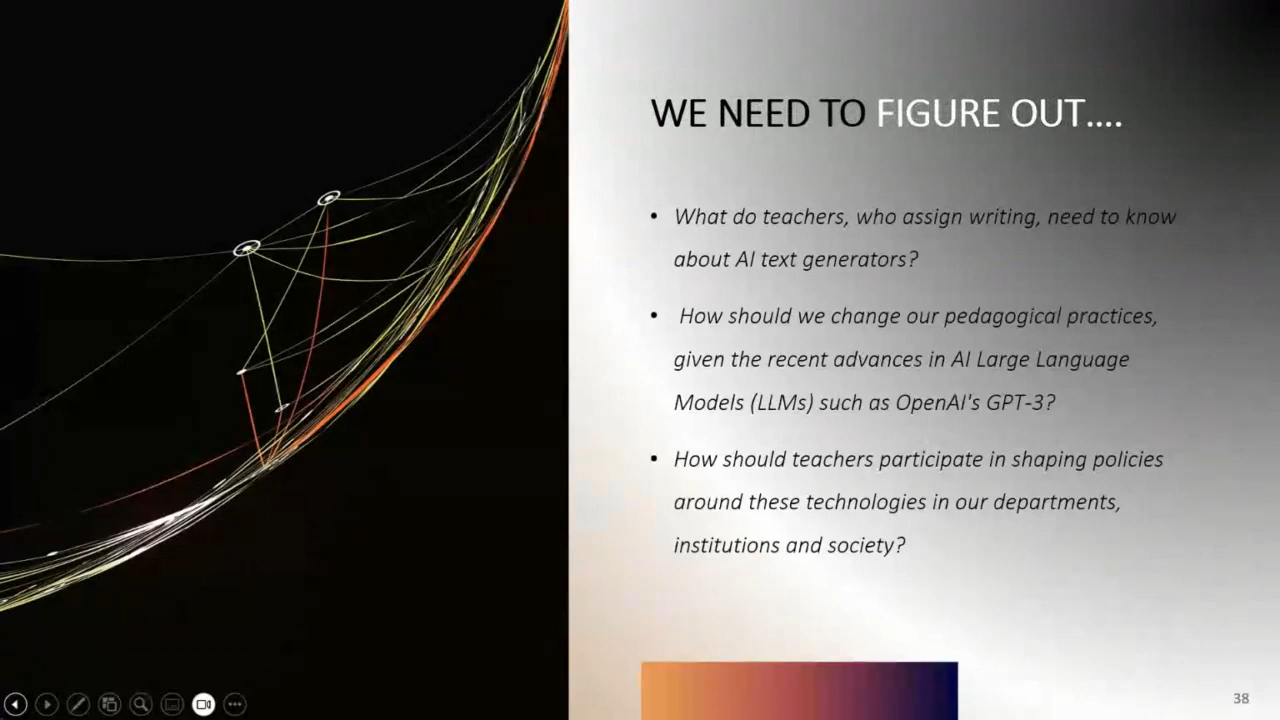 WE NEED TO FIGURE OUT....
• What do teachers, who assign writing, need to know
about AI text generators?
• How should we change our pedagogical practices,
given the recent advances in AI Large Language
Models (LLMs) such as OpenAI's GPT-3?
• How should teachers participate in shaping policies
around these technologies in our departments,
institutions and society?
38